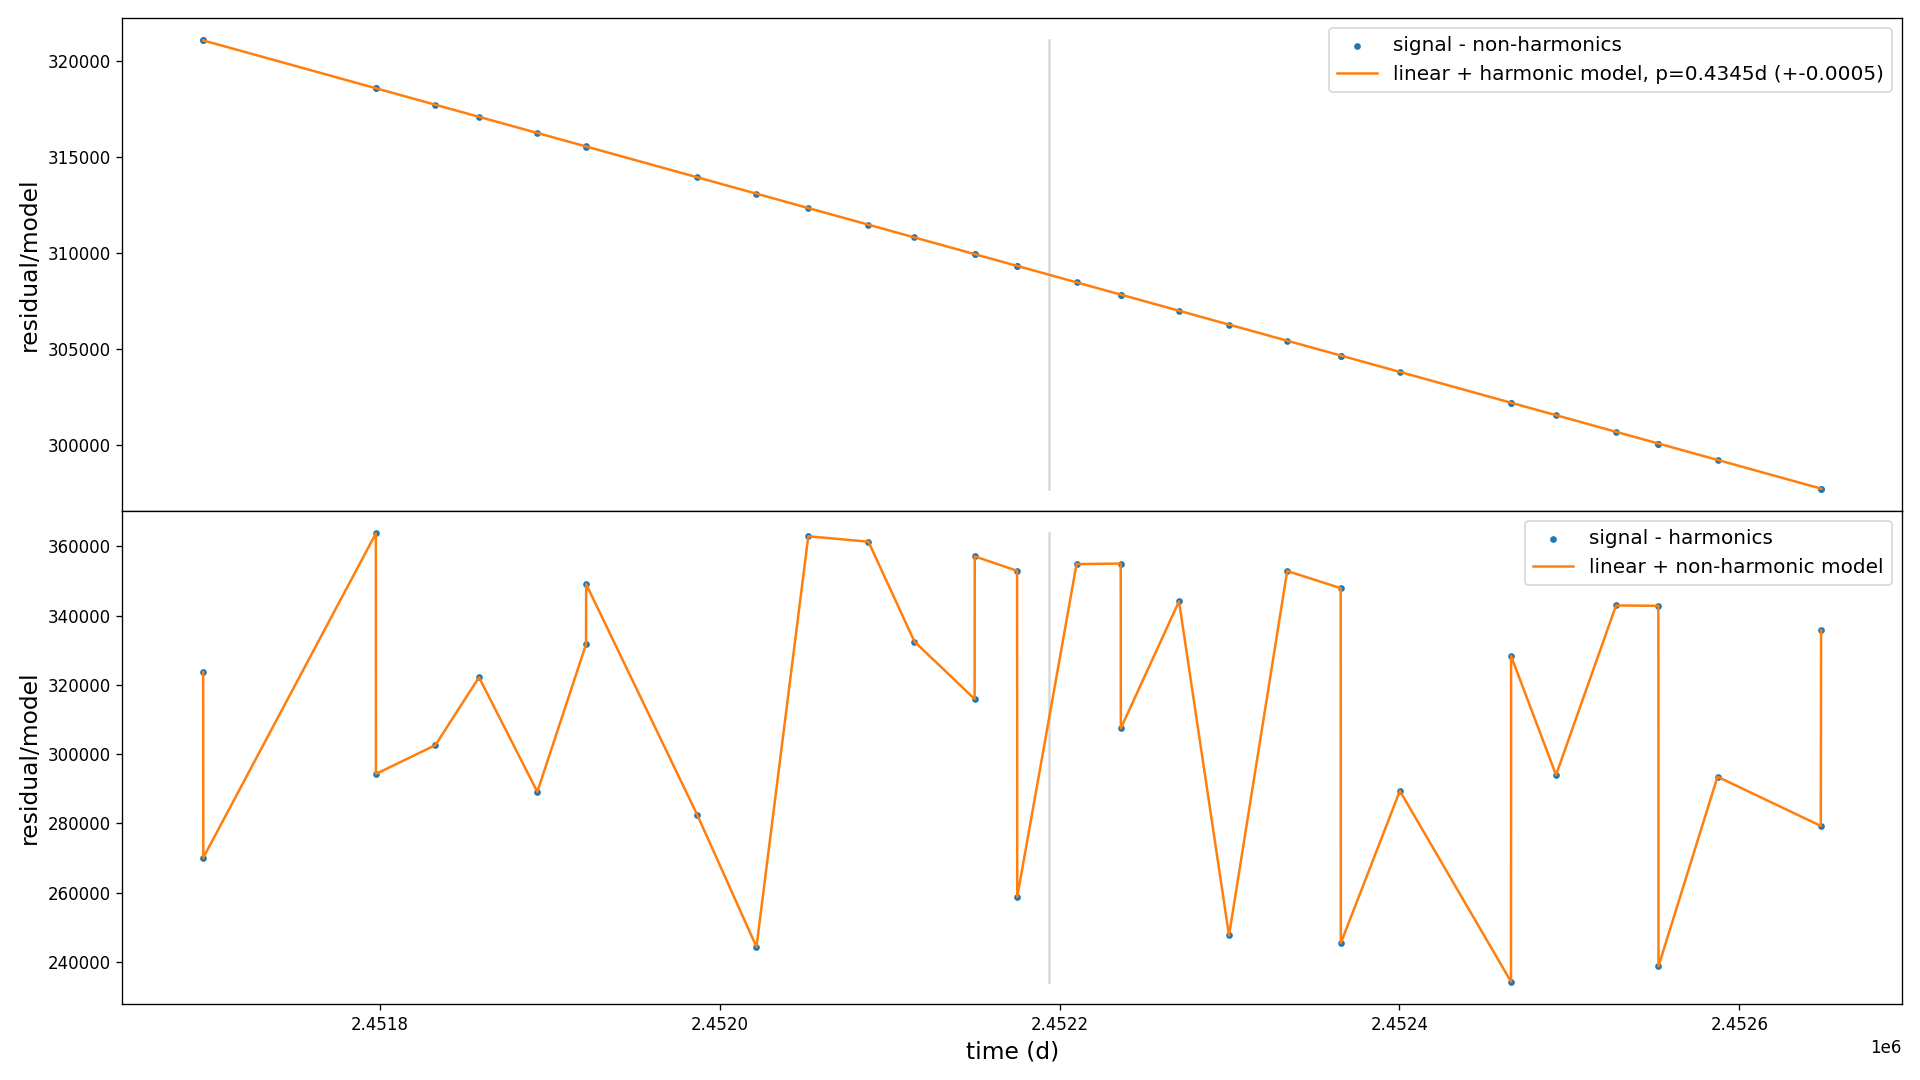 320000
315000
310000
305000
300000
residual/model
signal - non-harmonics
linear + harmonic model, p=0.4345d (+-0.0005)
360000
340000
320000
300000
280000
260000
240000
residual/model
signal - harmonics
linear + non-harmonic model
2.4518
2.4520
2.4522
2.4524
2.4526
1e6
time (d)